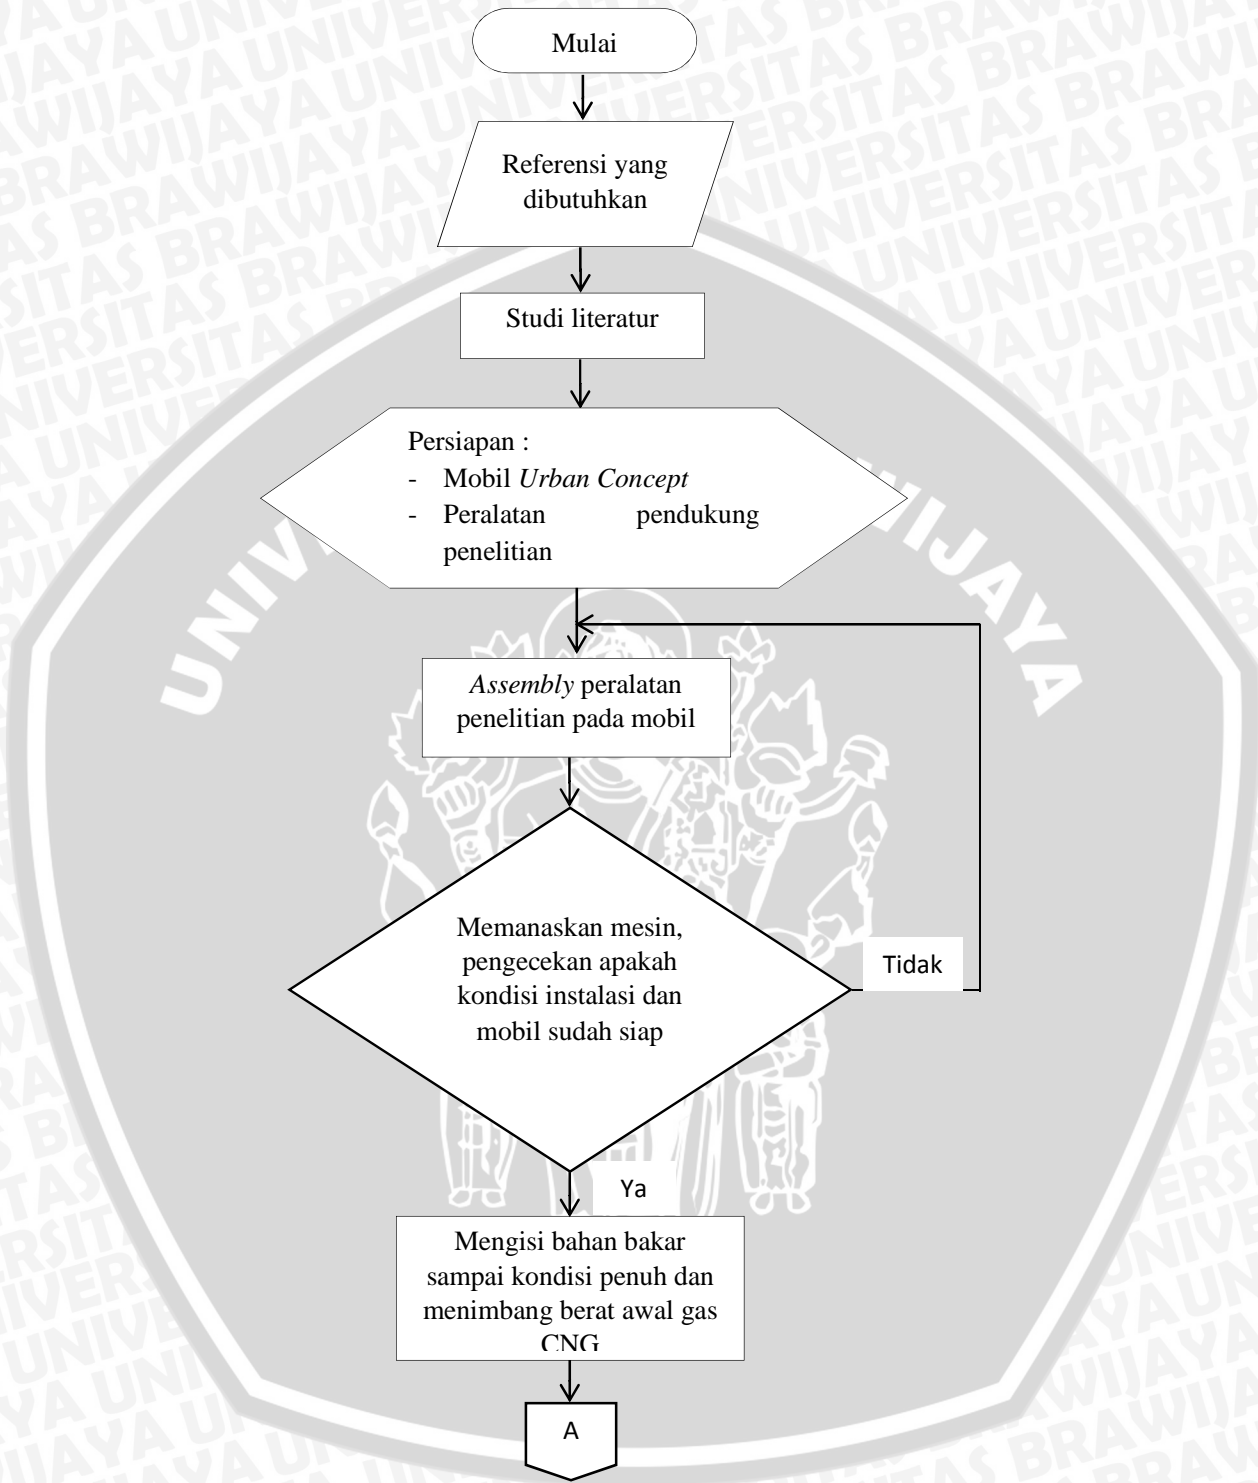 Mulai
Referensi yang
dibutuhkan
Studi literatur
Persiapan :
- Mobil Urban Concept
- Peralatan pendukung
penelitian
Assembly peralatan
penelitian pada mobil
Memanaskan mesin,
pengecekan apakah
kondisi instalasi dan
mobil sudah siap
Tidak
Ya
Mengisi bahan bakar
sampai kondisi penuh dan
menimbang berat awal gas
CNG
A